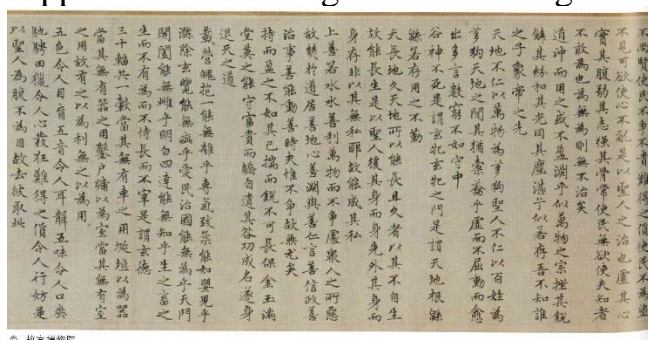 不尚賢使民不爭不貴難得之貨使民不為盜
不見可欲使心不亂是以聖人之治也虛其心
實其腹弱其志強其骨常使民無欲使夫知者
不敢為也為無為則無不治矣
道沖而用之或不盈淵乎似萬物之宗挫其銳
解其紛和其光同其塵湛兮似若存吾不知誰
之子象帝之先
天地不仁以萬物為芻狗聖人不仁以百姓為
芻狗天地之間其猶橐籥乎虛而不屈動而愈
出多言數窮不如守中
谷神不死是謂玄牝玄牝之門是謂天地根綿
綿若存用之不勤
天長地久天地所以能長且久者以其不自生
故能長生是以聖人後其身而身先外其身而
身存非以其無私耶故能成其私
上善若水水善利萬物而不爭處衆人之所惡
故幾於道居善地心善淵與善仁言善信政善
治事善能動善時夫惟不爭故無尤矣
持而盈之不如其已揣而銳不可長保金玉滿
堂莫之能守富貴而驕自遺其咎功成名遂身
退天之道
載營魄抱一能無離乎專氣致柔能如嬰兒乎
滌除玄覽能無疵乎愛民治國能無為乎天門
開闔能無雌乎明白四達能無知乎生之畜之
生而不有為而不恃長而不宰是謂玄德
三十輻共一轂當其無有車之用埏埴以為器
當其無有器之用鑿戶牖以為室當其無有室
之用故有之以為利無之以為用
五色令人目盲五音令人耳聾五味令人口爽
馳騁田獵令人心發狂難得之貨令人行妨是
以聖人為腹不為目故去彼取此